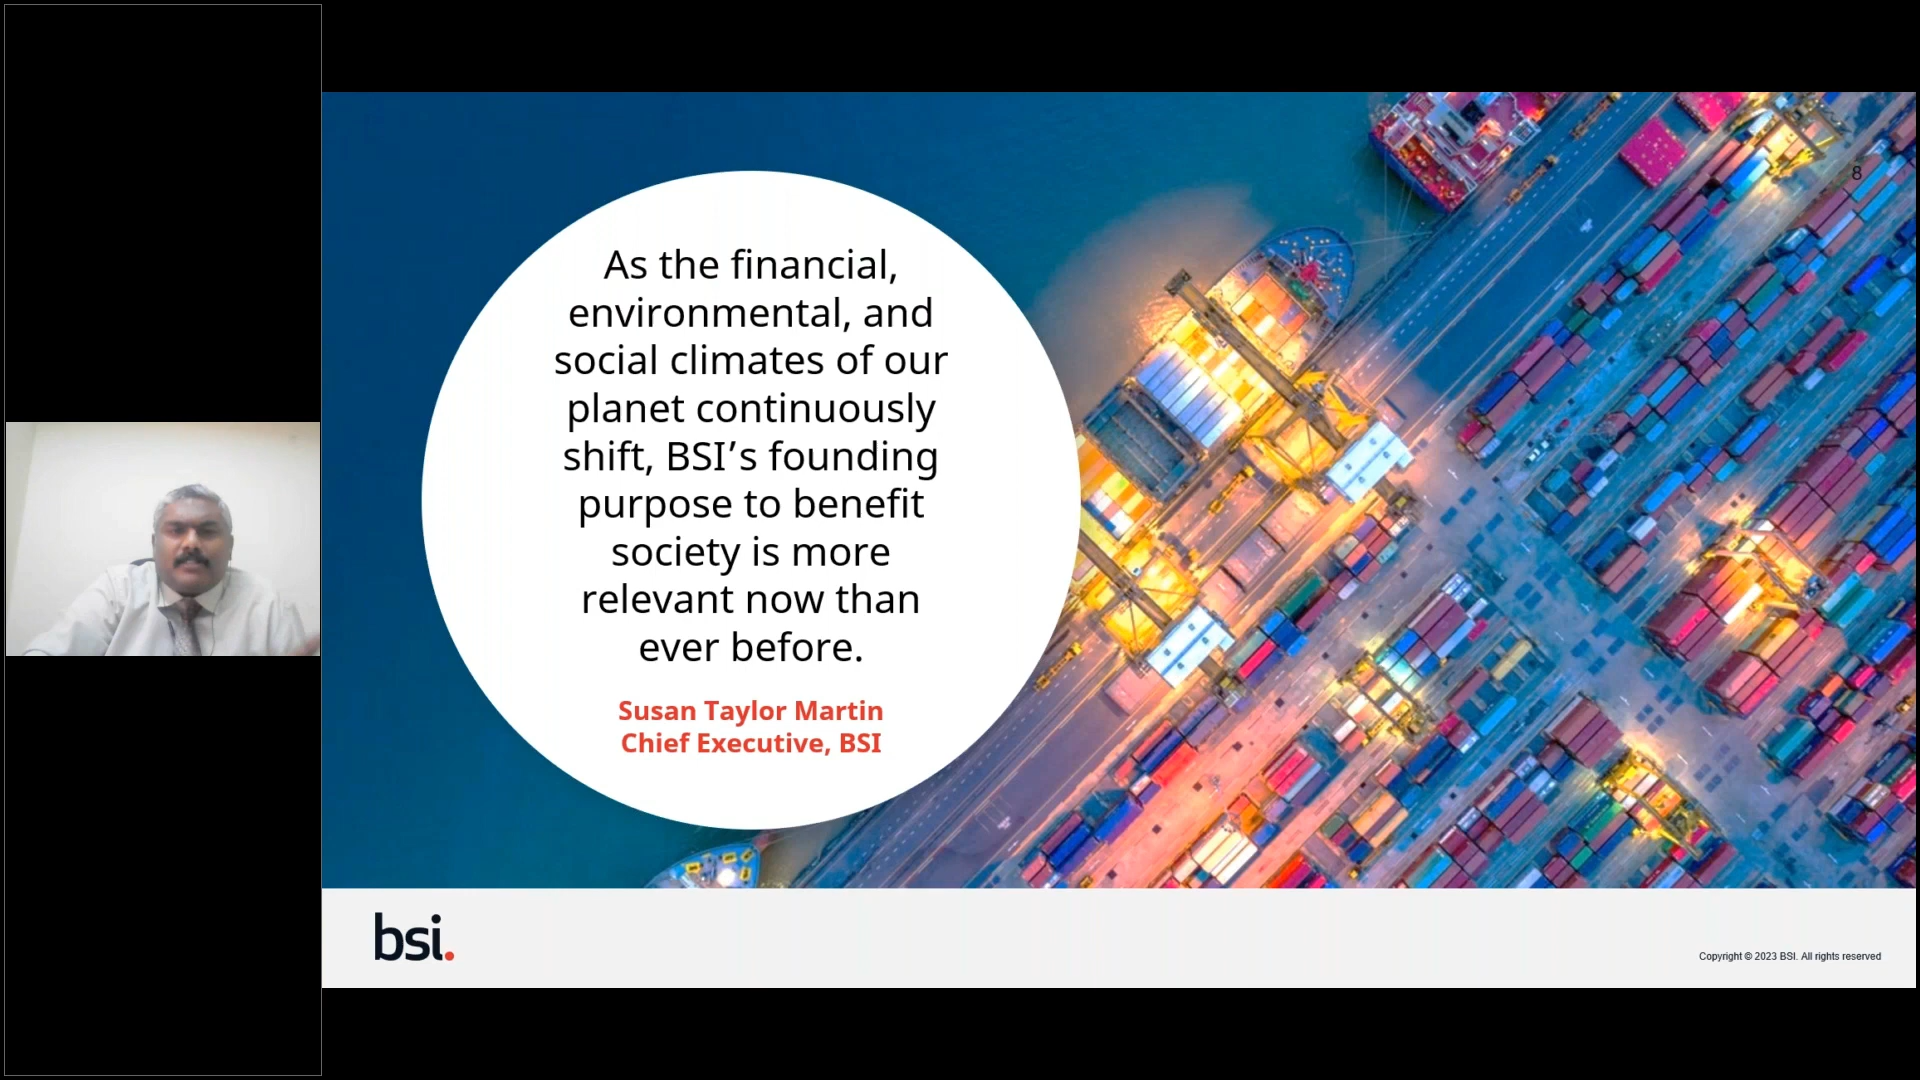 8
As the financial,
environmental, and
social climates of our
planet continuously
shift, BSI’s founding
purpose to benefit
society is more
relevant now than
ever before.
Susan Taylor Martin
Chief Executive, BSI
bsi.
Copyright © 2023 BSI. All rights reserved